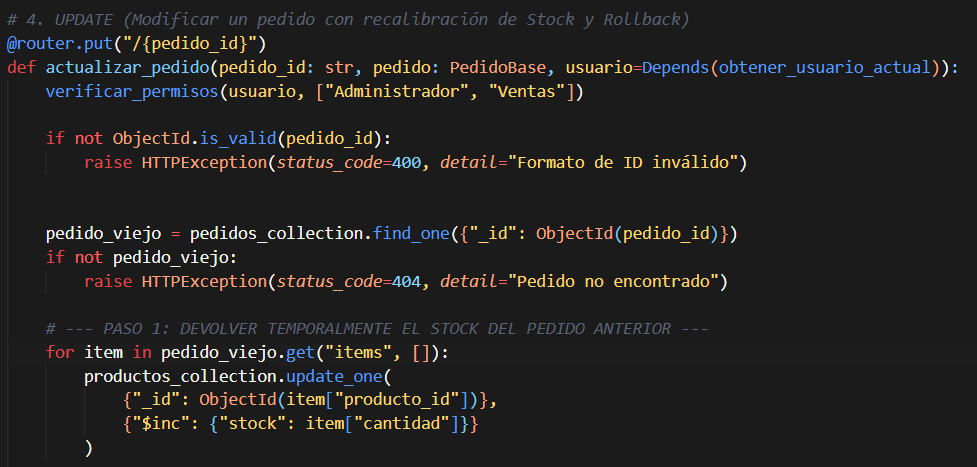 # 4. UPDATE (Modificar un pedido con recalibración de Stock y Rollback)
@router.put("/{pedido_id}")
def actualizar_pedido(pedido_id: str, pedido: PedidoBase, usuario=Depends(obtener_usuario_actual)):
    verificar_permisos(usuario, ["Administrador", "Ventas"])

    if not ObjectId.is_valid(pedido_id):
        raise HTTPException(status_code=400, detail="Formato de ID inválido")


    pedido_viejo = pedidos_collection.find_one({"_id": ObjectId(pedido_id)})
    if not pedido_viejo:
        raise HTTPException(status_code=404, detail="Pedido no encontrado")

    # --- PASO 1: DEVOLVER TEMPORALMENTE EL STOCK DEL PEDIDO ANTERIOR ---
    for item in pedido_viejo.get("items", []):
        productos_collection.update_one(
            {"_id": ObjectId(item["producto_id"])},
            {"$inc": {"stock": item["cantidad"]}}
        )